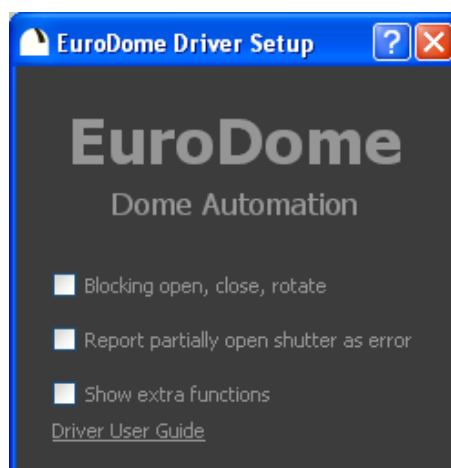 EuroDome Driver Setup
EuroDome
Dome Automation
Blocking open, close, rotate
Report partially open shutter as error
Show extra functions
Driver User Guide